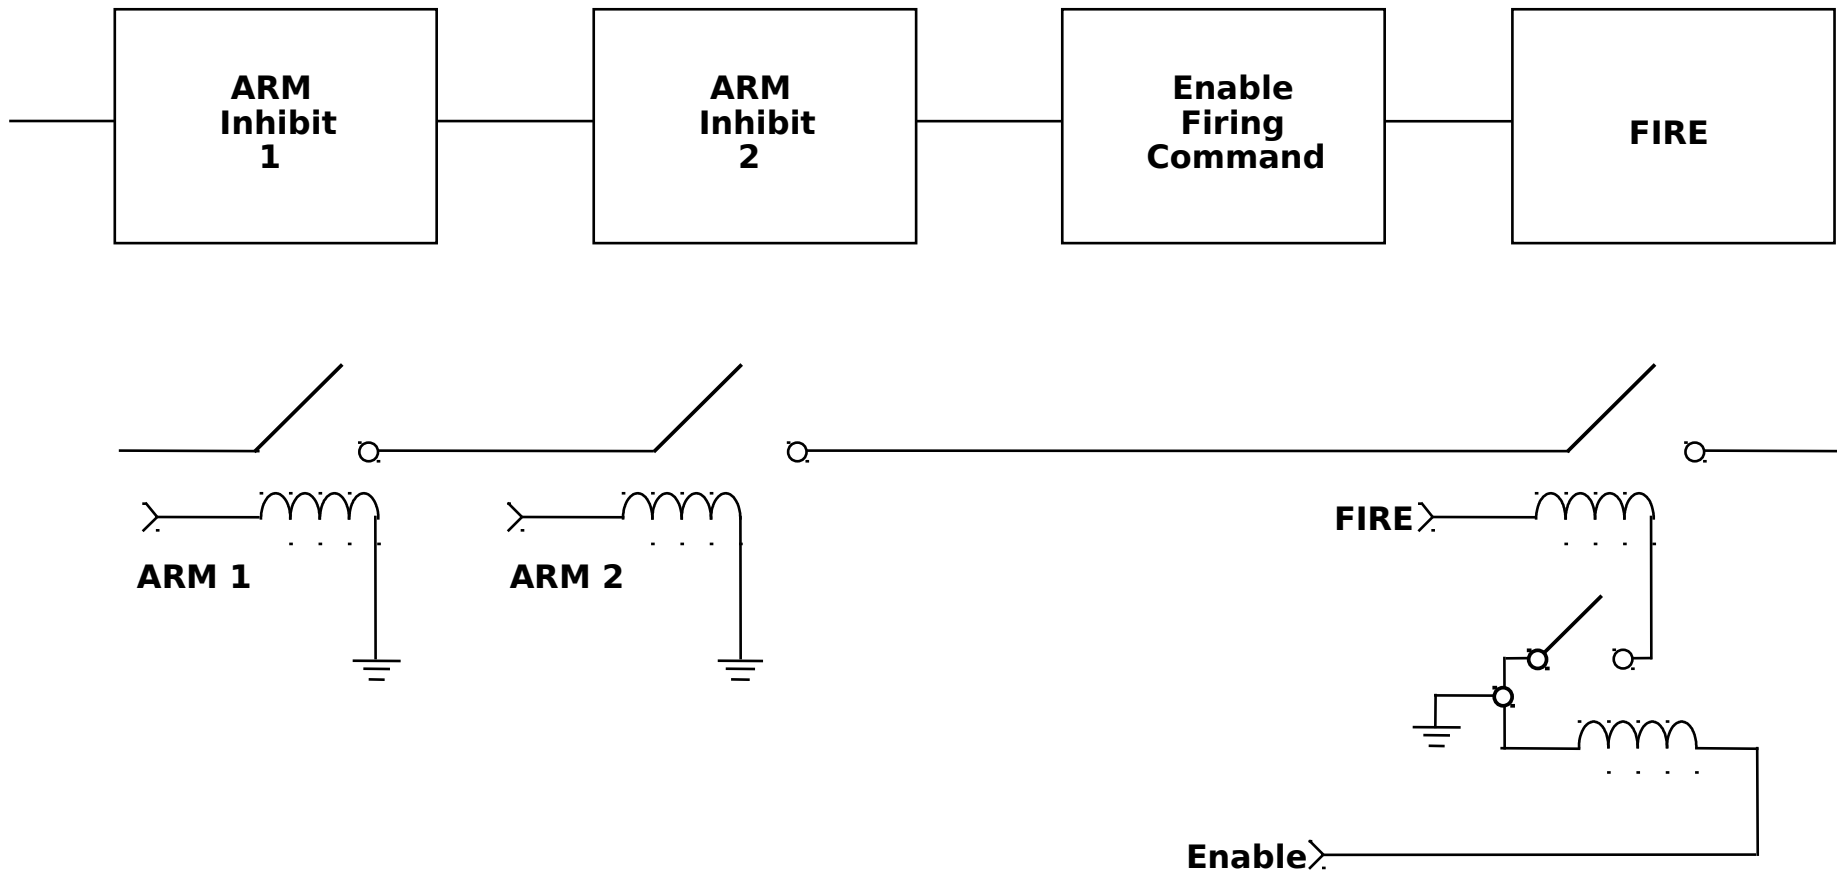 ARM
Inhibit
1
ARM
Inhibit
2
Enable
Firing
Command
FIRE
ARM 1
ARM 2
FIRE
Enable